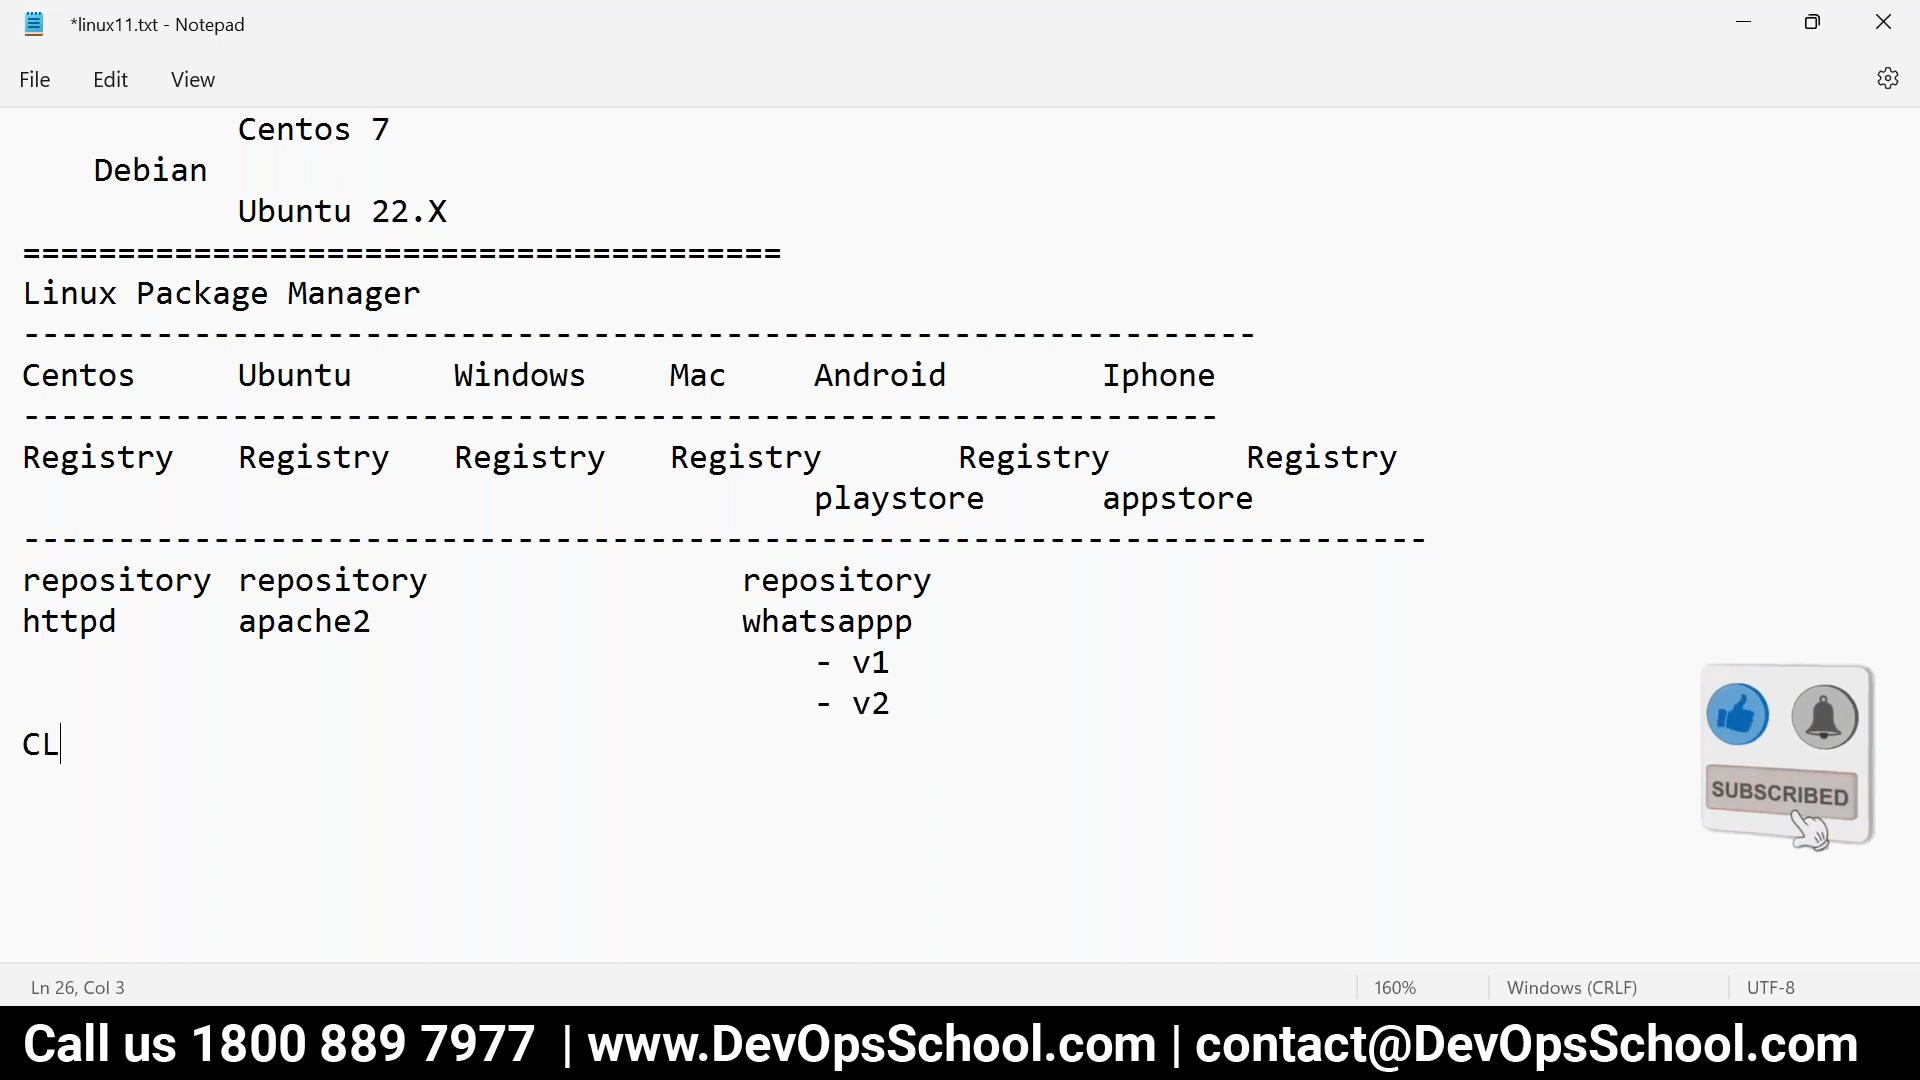 *linux11.txt - Notepad
File Edit View
Centos 7
Debian
Ubuntu 22.X
========================================
Linux Package Manager
-----------------------------------------------------------------
Centos Ubuntu Windows Mac Android Iphone
---------------------------------------------------------------
Registry Registry Registry Registry Registry Registry
playstore appstore
--------------------------------------------------------------------------
repository repository repository
httpd apache2 whatsappp
- v1
- v2
CL
SUBSCRIBED
Ln 26, Col 3 160% Windows (CRLF) UTF-8
Call us 1800 889 7977 | www.DevOpsSchool.com | contact@DevOpsSchool.com